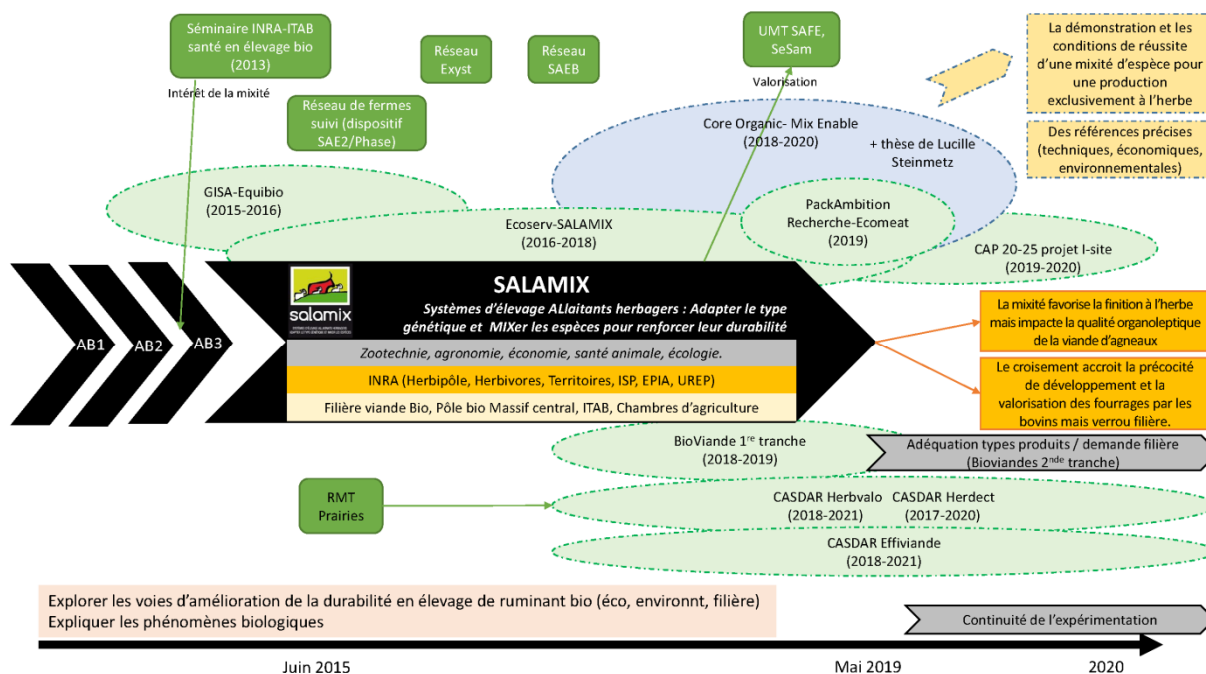 Séminaire INRA-ITAB
santé en élevage bio
(2013)
Intérêt de la mixité
Réseau
Exyst
Réseau
SAEB
Réseau de fermes
suivi (dispositif
SAE2/Phase)
UMT SAFE,
SeSam
Valorisation
La démonstration et les
conditions de réussite
d'une mixité d'espèce pour
une production
exclusivement à l'herbe
Des références précises
(techniques, économiques,
environnementales)
Core Organic- Mix Enable
(2018-2020)
+ thèse de Lucille
Steinmetz
GISA-Equibio
(2015-2016)
Ecoserv-SALAMIX
(2016-2018)
PackAmbition
Recherche-Ecomeat
(2019)
CAP 20-25 projet I-site
(2019-2020)
AB1
AB2
AB3
salamix
SALAMIX
Systèmes d'élevage ALlaitants herbagers : Adapter le type
génétique et MIXer les espèces pour renforcer leur durabilité
Zootechnie, agronomie, économie, santé animale, écologie.
INRA (Herbipôle, Herbivores, Territoires, ISP, EPIA, UREP)
Filière viande Bio, Pôle bio Massif central, ITAB, Chambres d'agriculture
La mixité favorise la finition à l'herbe
mais impacte la qualité organoleptique
de la viande d'agneaux
Le croisement accroit la précocité
de développement et la
valorisation des fourrages par les
bovins mais verrou filière.
BioViande 1re tranche
(2018-2019)
Adéquation types produits / demande filière
(Bioviandes 2nde tranche)
RMT
Prairies
CASDAR Herbvalo
(2018-2021)
CASDAR Herdect
(2017-2020)
CASDAR Effiviande
(2018-2021)
Explorer les voies d'amélioration de la durabilité en élevage de ruminant bio (éco, environnt, filière)
Expliquer les phénomènes biologiques
Continuité de l'expérimentation
Juin 2015
Mai 2019
2020